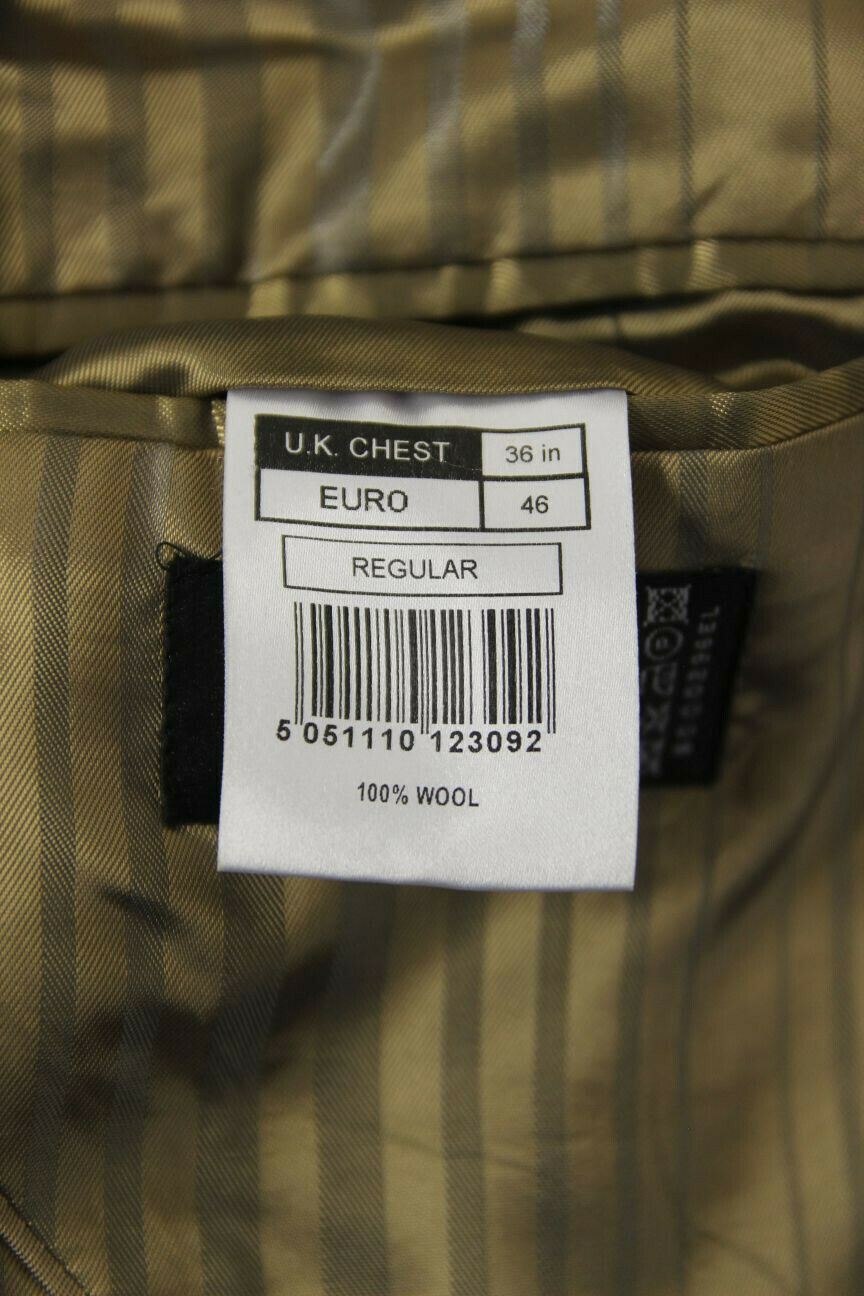 U.K. CHEST 36 in
EURO 46
REGULAR
5 051110 123092
100% WOOL